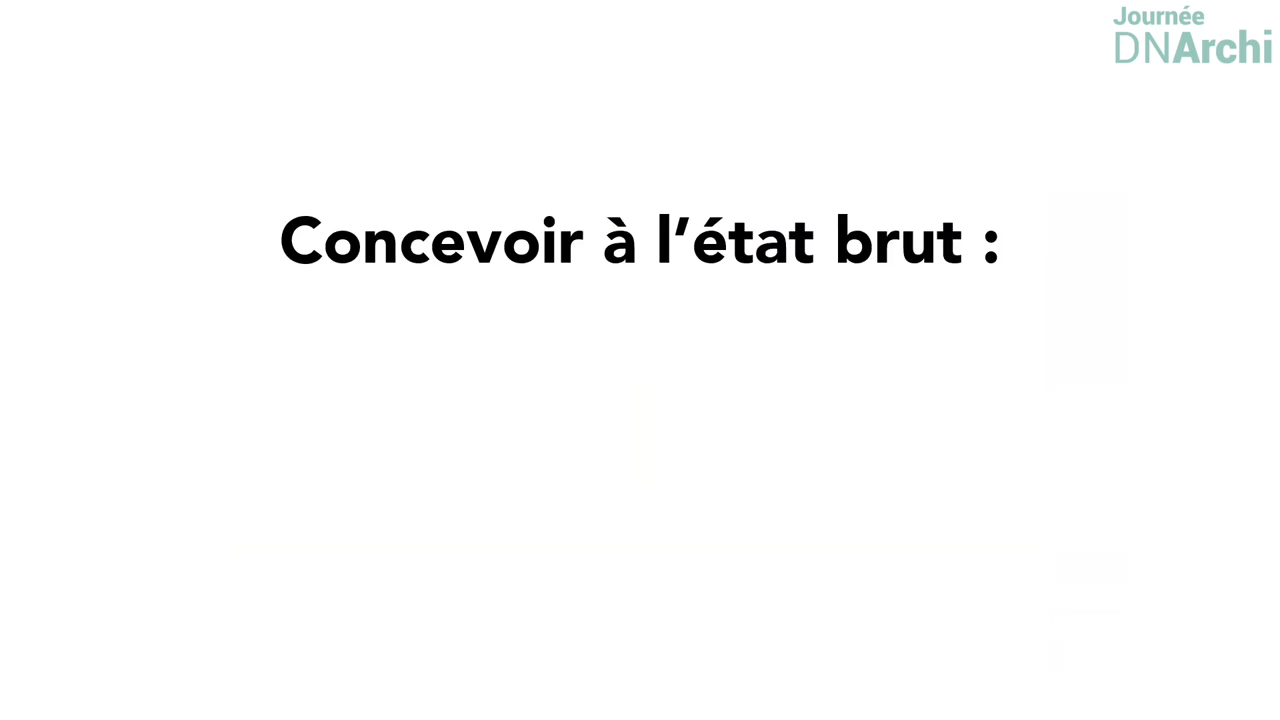 Journée
DNArchi
Concevoir à l’état brut :